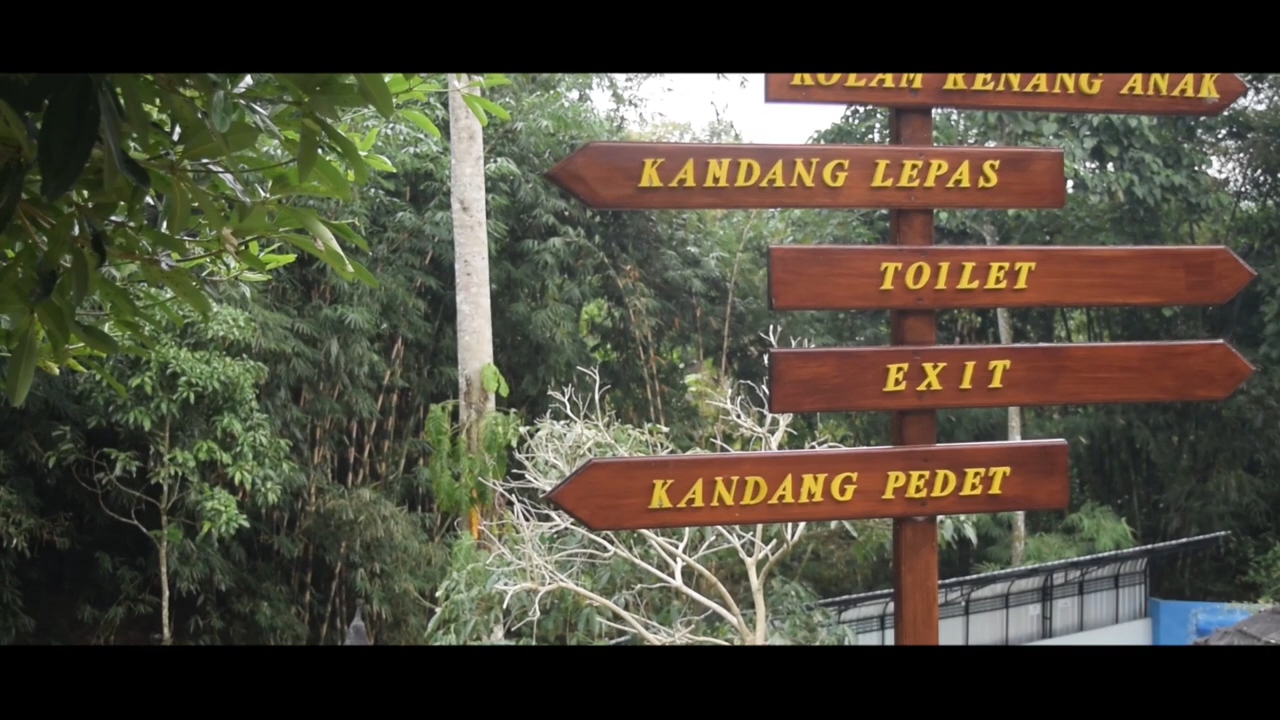 KOLAM RENANG ANAK
KANDANG LEPAS
TOILET
EXIT
KANDANG PEDET